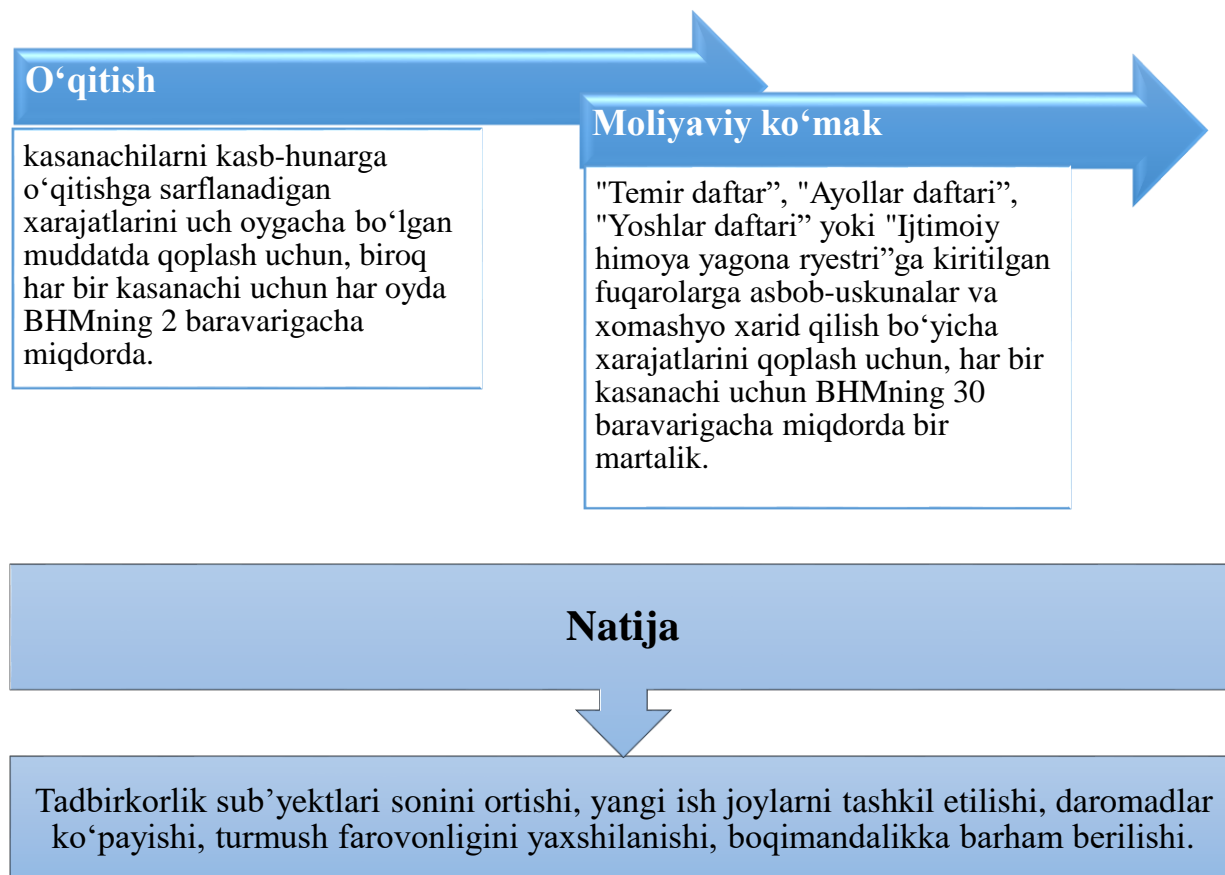 O‘qitish
kasanachilarni kasb-hunarga
o‘qitishga sarflanadigan
xarajatlarini uch oygacha bo‘lgan
muddatda qoplash uchun, biroq
har bir kasanachi uchun har oyda
BHMning 2 baravarigacha
miqdorda.
Moliyaviy ko‘mak
"Temir daftar”, "Ayollar daftari”,
"Yoshlar daftari” yoki "Ijtimoiy
himoya yagona ryestri”ga kiritilgan
fuqarolarga asbob-uskunalar va
xomashyo xarid qilish bo‘yicha
xarajatlarini qoplash uchun, har bir
kasanachi uchun BHMning 30
baravarigacha miqdorda bir
martalik.
Natija
Tadbirkorlik sub’yektlari sonini ortishi, yangi ish joylarni tashkil etilishi, daromadlar
ko‘payishi, turmush farovonligini yaxshilanishi, boqimandalikka barham berilishi.